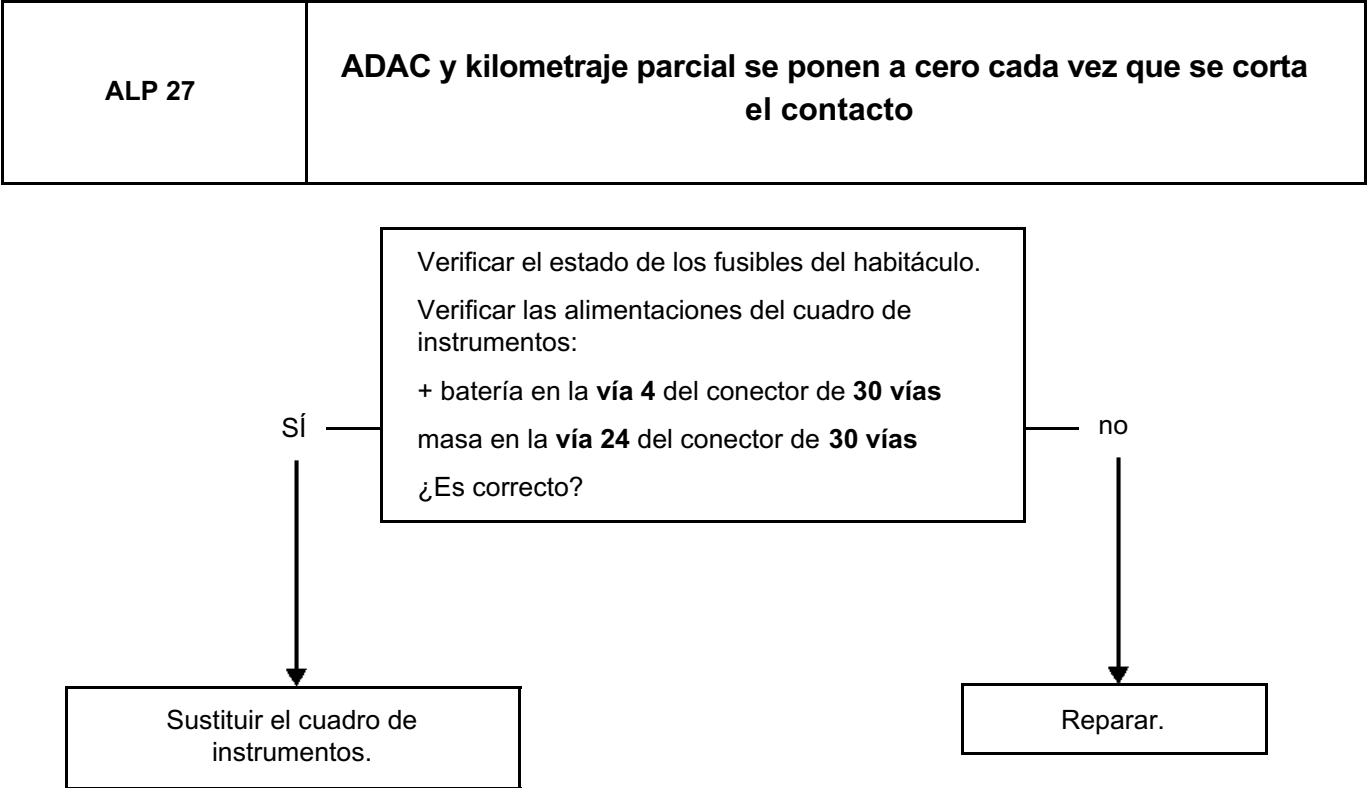 ALP 27
ADAC y kilometraje parcial se ponen a cero cada vez que se corta
el contacto
Verificar el estado de los fusibles del habitáculo.
Verificar las alimentaciones del cuadro de
instrumentos:
+ batería en la vía 4 del conector de 30 vías
masa en la vía 24 del conector de 30 vías
¿Es correcto?
SÍ
no
Sustituir el cuadro de
instrumentos.
Reparar.